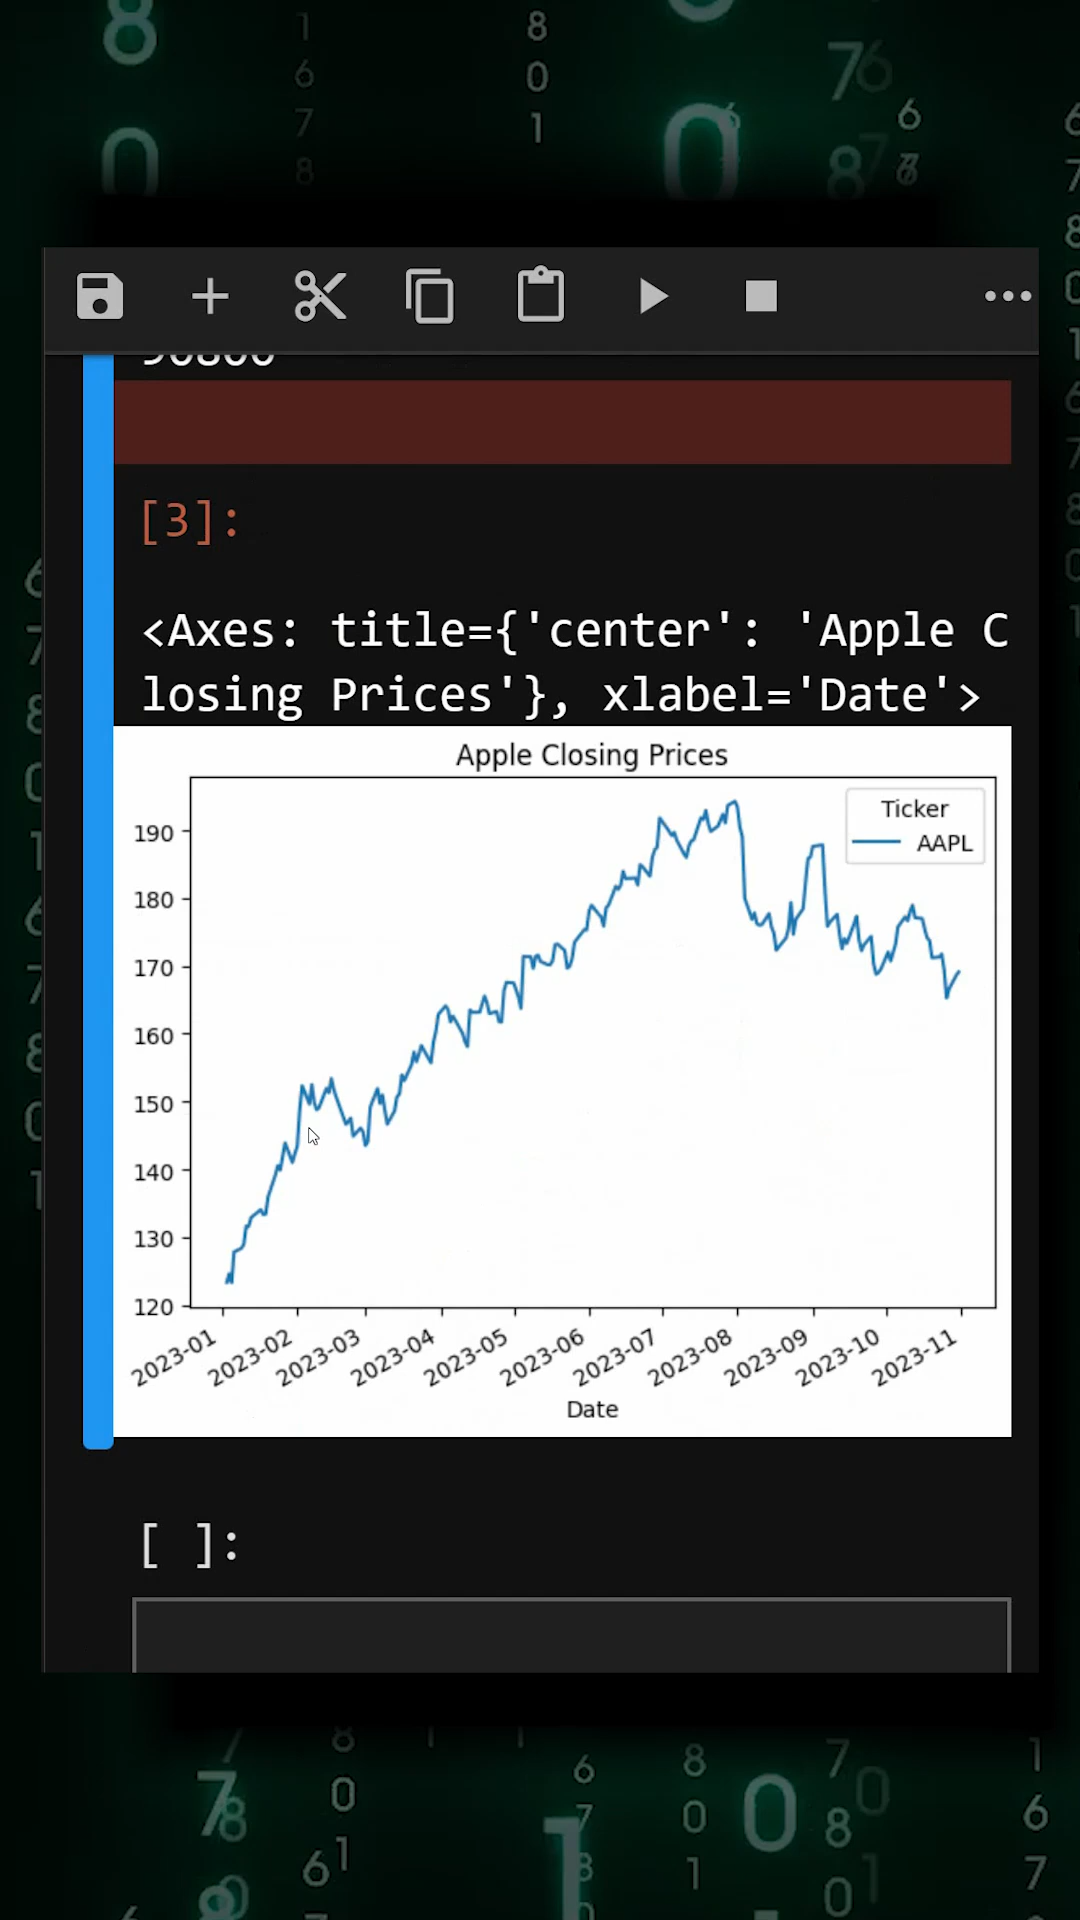 [3]:
<Axes: title={'center': 'Apple C
losing Prices'}, xlabel='Date'>
Apple Closing Prices
Ticker
AAPL
190
180
170
160
150
140
130
120
2023-01 2023-02 2023-03 2023-04 2023-05 2023-06 2023-07 2023-08 2023-09 2023-10 2023-11
Date
[ ]: